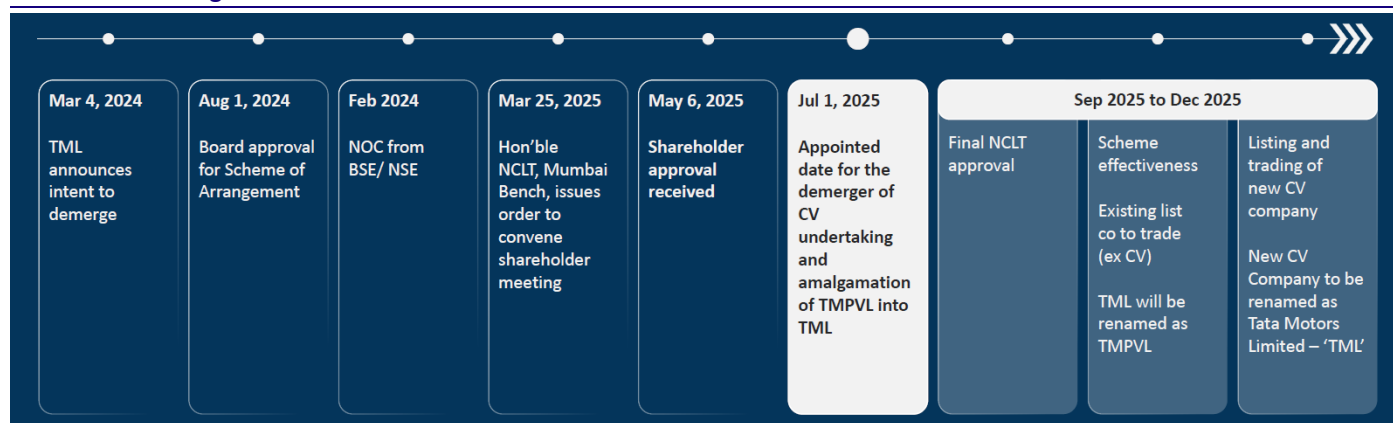 Mar 4, 2024
TML
announces
intent to
demerge
Aug 1, 2024
Board approval
for Scheme of
Arrangement
Feb 2024
NOC from
BSE/ NSE
Mar 25, 2025
Hon’ble
NCLT, Mumbai
Bench, issues
order to
convene
shareholder
meeting
May 6, 2025
Shareholder
approval
received
Jul 1, 2025
Appointed
date for the
demerger of
CV
undertaking
and
amalgamation
of TMPVL into
TML
Sep 2025 to Dec 2025
Final NCLT
approval
Scheme
effectiveness
Existing list
co to trade
(ex CV)
TML will be
renamed as
TMPVL
Listing and
trading of
new CV
company
New CV
Company to be
renamed as
Tata Motors
Limited – ‘TML’